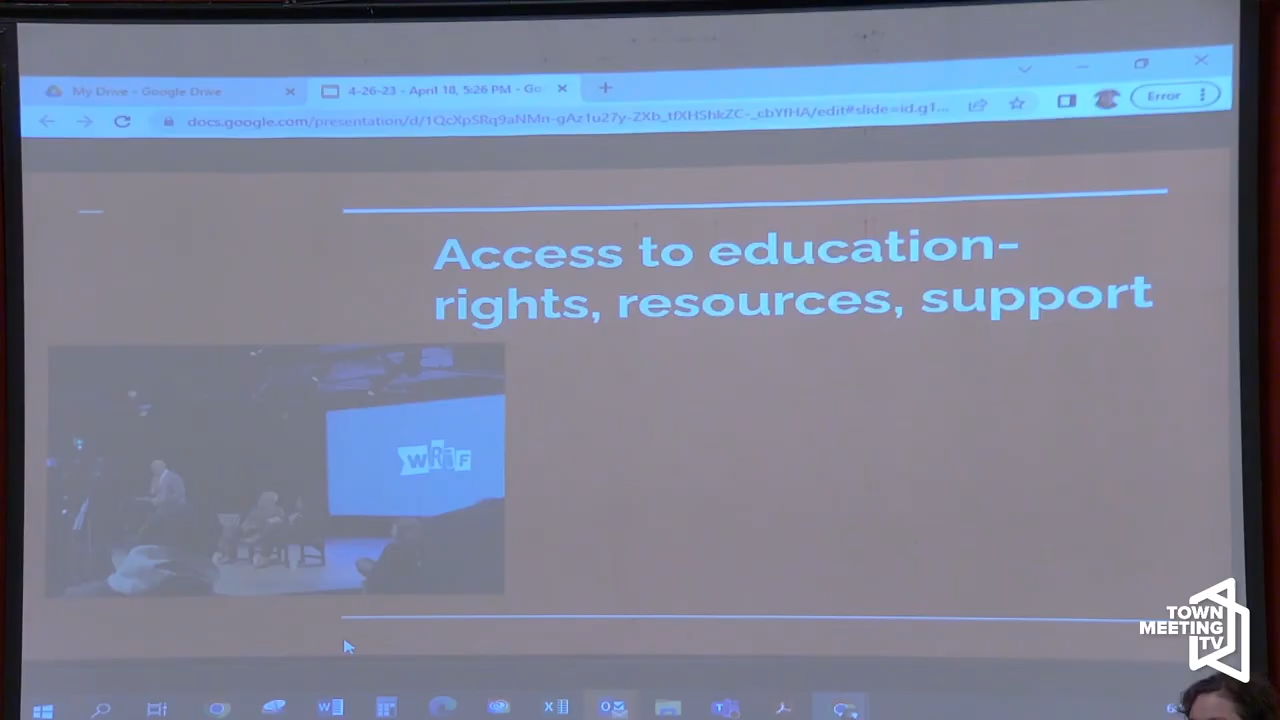 My Drive - Google Drive
4-26-23 - April 18, 5:26 PM - Go
Error
Access to education-
rights, resources, support
WRIF
TOWN
MEETING
TV